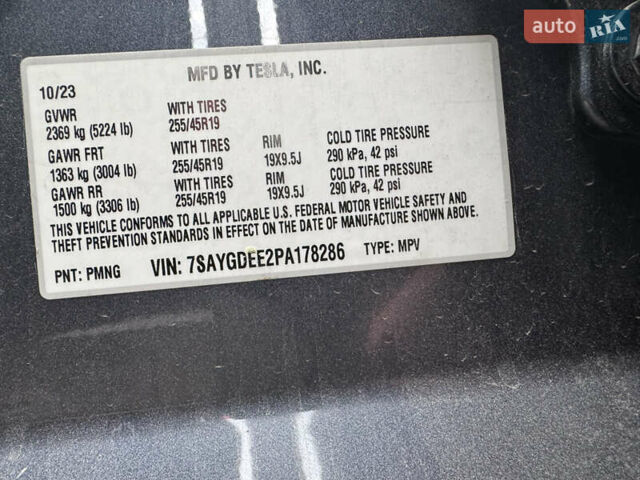 auto RIA
.com
MFD BY TESLA, INC.
10/23
GVWR WITH TIRES
2369 kg (5224 lb) 255/45R19
GAWR FRT WITH TIRES RIM COLD TIRE PRESSURE
1363 kg (3004 lb) 255/45R19 19X9.5J 290 kPa, 42 psi
GAWR RR WITH TIRES RIM COLD TIRE PRESSURE
1500 kg (3306 lb) 255/45R19 19X9.5J 290 kPa, 42 psi
THIS VEHICLE CONFORMS TO ALL APPLICABLE U.S. FEDERAL MOTOR VEHICLE SAFETY AND
THEFT PREVENTION STANDARDS IN EFFECT ON THE DATE OF MANUFACTURE SHOWN ABOVE.
PNT: PMNG VIN: 7SAYGDEE2PA178286 TYPE: MPV